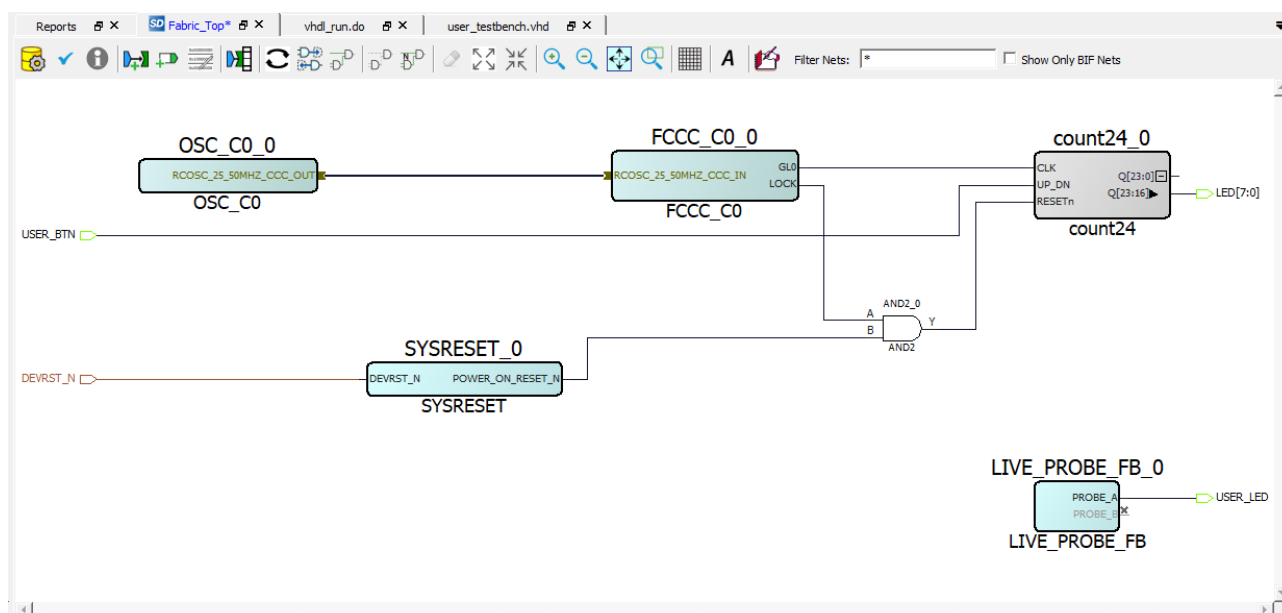 Reports
SD Fabric_Top*
vhdl_run.do
user_testbench.vhd
A
Filter Nets: *
Show Only BIF Nets
OSC_C0_0
RCOSC_25_50MHZ_CCC_OUT
OSC_C0
FCCC_C0_0
RCOSC_25_50MHZ_CCC_IN
GL0
LOCK
FCCC_C0
count24_0
CLK
UP_DN
RESETn
Q[23:0]
Q[23:16]
count24
LED[7:0]
USER_BTN
AND2_0
A
B
Y
AND2
SYSRESET_0
DEVRST_N
DEVRST_N
POWER_ON_RESET_N
SYSRESET
LIVE_PROBE_FB_0
PROBE_A
PROBE_B
LIVE_PROBE_FB
USER_LED